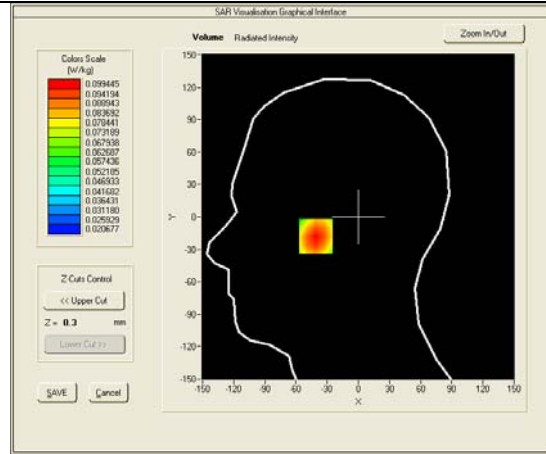 SAR Visualisation Graphical Interface
Volume Radiated Intensity
Zoom In/Out
Colors Scale
(W/kg)
0.099445
0.094194
0.088943
0.083692
0.078441
0.073189
0.067938
0.062687
0.057436
0.052185
0.046933
0.041682
0.036431
0.031180
0.025929
0.020677
Z-Cuts Control
<< Upper Cut
Z = 0.3 mm
Lower Cut >>
SAVE Cancel
150
120
90
60
30
0
-30
-60
-90
-120
-150
Y
-150 -120 -90 -60 -30 0 30 60 90 120 150
X